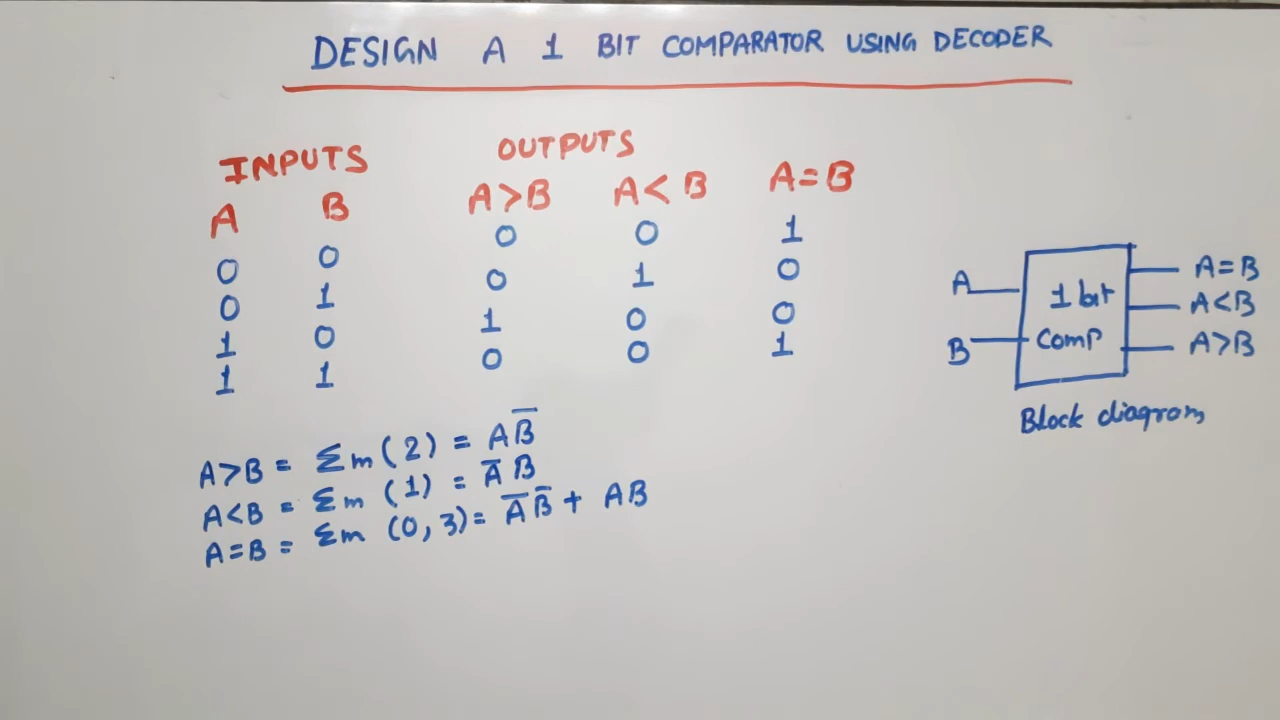 DESIGN A 1 BIT COMPARATOR USING DECODER
INPUTS OUTPUTS
A B A>B A<B A=B
0 0 0 0 1
0 1 0 1 0
1 0 1 0 0
1 1 0 0 1
A>B = Σm (2) = AB̅
A<B = Σm (1) = A̅B
A=B = Σm (0,3) = A̅B̅ + AB
A
B
1 bit
comp
A=B
A<B
A>B
Block diagram